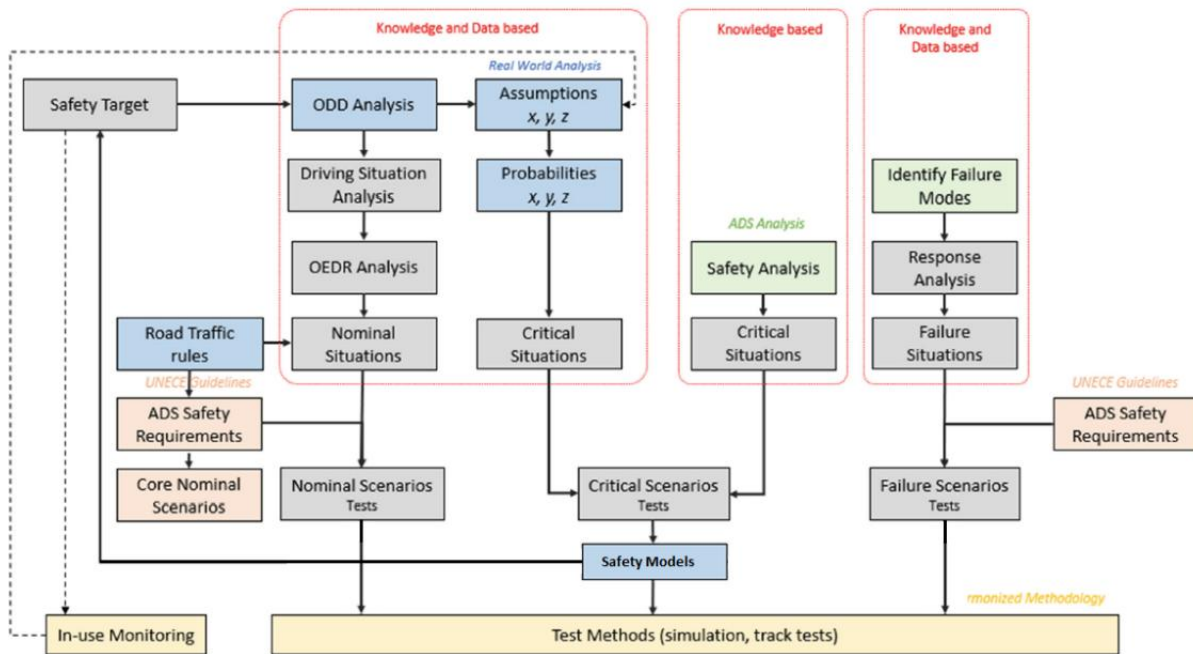 Knowledge and Data based
Knowledge based
Knowledge and
Data based
Real World Analysis
Safety Target
ODD Analysis
Assumptions
x, y, z
Driving Situation
Analysis
Probabilities
x, y, z
Identify Failure
Modes
ADS Analysis
OEDR Analysis
Safety Analysis
Response
Analysis
Road Traffic
rules
Nominal
Situations
Critical
Situations
Critical
Situations
Failure
Situations
UNECE Guidelines
UNECE Guidelines
ADS Safety
Requirements
ADS Safety
Requirements
Core Nominal
Scenarios
Nominal Scenarios
Tests
Critical Scenarios
Tests
Failure Scenarios
Tests
Safety Models
rmonized Methodology
In-use Monitoring
Test Methods (simulation, track tests)